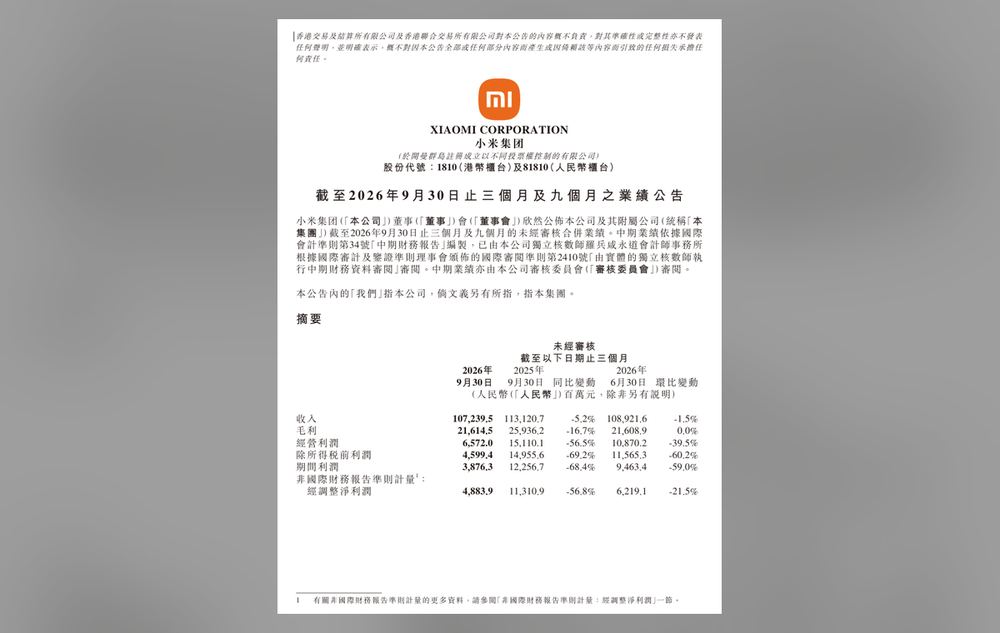 香港交易及結算所有限公司及香港聯合交易所有限公司對本公告的內容概不負責，對其準確性或完整性亦不發表
任何聲明，並明確表示，概不對因本公告全部或任何部分內容而產生或因倚賴該等內容而引致的任何損失承擔任
何責任。
mi
XIAOMI CORPORATION
小米集团
(於開曼群島註冊成立以不同投票權控制的有限公司)
股份代號：1810（港幣櫃台）及81810（人民幣櫃台）
截至2026年9月30日止三個月及九個月之業績公告
小米集團（「本公司」）董事（「董事」）會（「董事會」）欣然公佈本公司及其附屬公司（統稱「本
集團」）截至2026年9月30日止三個月及九個月的未經審核合併業績。中期業績依據國際
會計準則第34號「中期財務報告」編製，已由本公司獨立核數師羅兵咸永道會計師事務所
根據國際審計及鑒證準則理事會頒佈的國際審閱準則第2410號「由實體的獨立核數師執
行中期財務資料審閱」審閱。中期業績亦由本公司審核委員會（「審核委員會」）審閱。
本公告內的「我們」指本公司，倘文義另有所指，指本集團。
摘要
未經審核
截至以下日期止三個月
2026年 2025年 2026年
9月30日 9月30日 同比變動 6月30日 環比變動
（人民幣（「人民幣」）百萬元，除非另有説明）
收入 107,239.5 113,120.7 -5.2% 108,921.6 -1.5%
毛利 21,614.5 25,936.2 -16.7% 21,608.9 0.0%
經營利潤 6,572.0 15,110.1 -56.5% 10,870.2 -39.5%
除所得稅前利潤 4,599.4 14,955.6 -69.2% 11,565.3 -60.2%
期間利潤 3,876.3 12,256.7 -68.4% 9,463.4 -59.0%
非國際財務報告準則計量1：
經調整淨利潤 4,883.9 11,310.9 -56.8% 6,219.1 -21.5%
1 有關非國際財務報告準則計量的更多資料，請參閱「非國際財務報告準則計量：經調整淨利潤」一節。